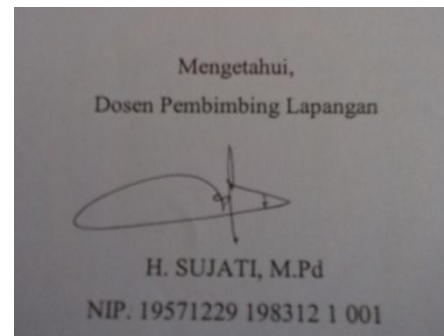 Mengetahui,
Dosen Pembimbing Lapangan
H. SUJATI, M.Pd
NIP. 19571229 198312 1 001